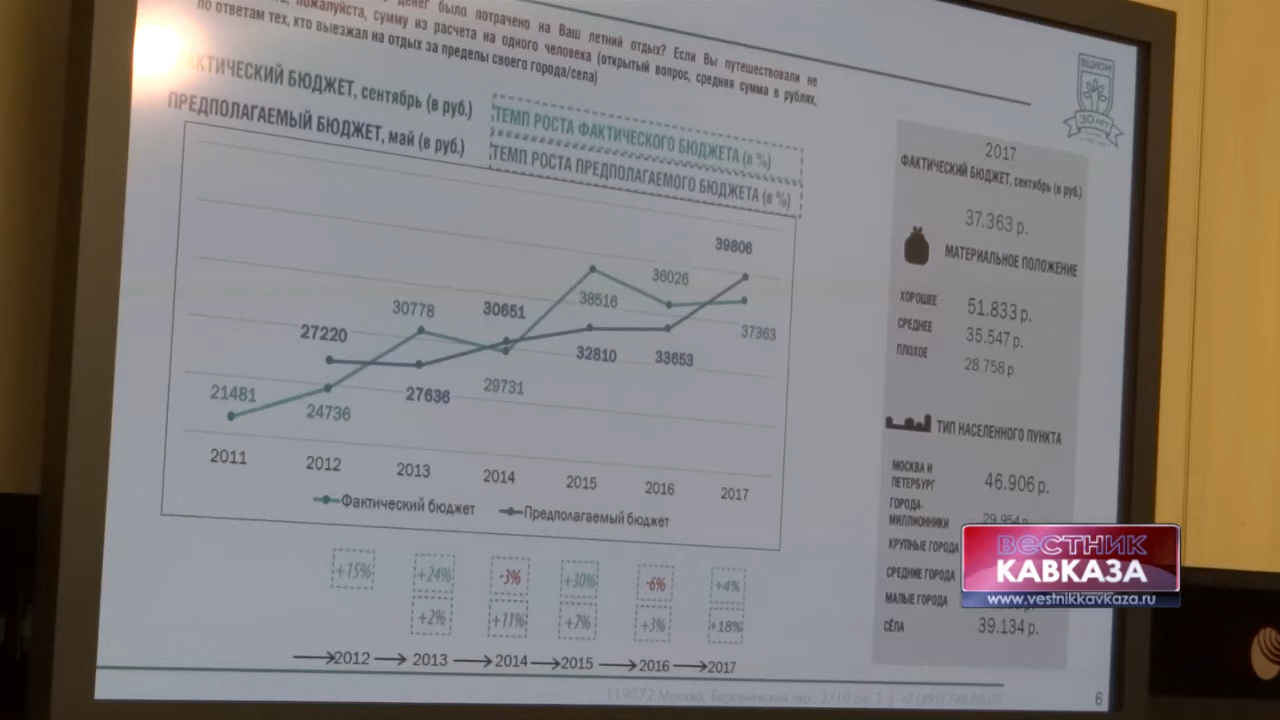 денег было потрачено на Ваш летний отдых? Если Вы путешествовали не
пожалуйста, сумму из расчета на одного человека (открытый вопрос, средняя сумма в рублях,
по ответам тех, кто выезжал на отдых за пределы своего города/села)
ФАКТИЧЕСКИЙ БЮДЖЕТ, сентябрь (в руб.)
ПРЕДПОЛАГАЕМЫЙ БЮДЖЕТ, май (в руб.)
ТЕМП РОСТА ФАКТИЧЕСКОГО БЮДЖЕТА (в %)
ТЕМП РОСТА ПРЕДПОЛАГАЕМОГО БЮДЖЕТА (в %)
39806
36026
38516
30778
30651
37363
27220
32810
33653
21481
24736
27636
29731
2011 2012 2013 2014 2015 2016 2017
Фактический бюджет Предполагаемый бюджет
+15% +24% -3% +30% -6% +4%
+2% +11% +7% +3% +18%
2012 2013 2014 2015 2016 2017
ВЦИОМ
30 ЛЕТ
2017
ФАКТИЧЕСКИЙ БЮДЖЕТ, сентябрь (в руб.)
37.363 р.
МАТЕРИАЛЬНОЕ ПОЛОЖЕНИЕ
ХОРОШЕЕ 51.833 р.
СРЕДНЕЕ 35.547 р.
ПЛОХОЕ 28.758 р.
ТИП НАСЕЛЕННОГО ПУНКТА
МОСКВА И
ПЕТЕРБУРГ 46.906 р.
ГОРОДА-
МИЛЛИОННИКИ 29.954 р.
КРУПНЫЕ ГОРОДА
СРЕДНИЕ ГОРОДА
МАЛЫЕ ГОРОДА
СЁЛА 39.134 р.
ВЕСТНИК
КАВКАЗА
www.vestnikkavkaza.ru
119072 Москва, Берсеневский пер., 3/10 стр.
6